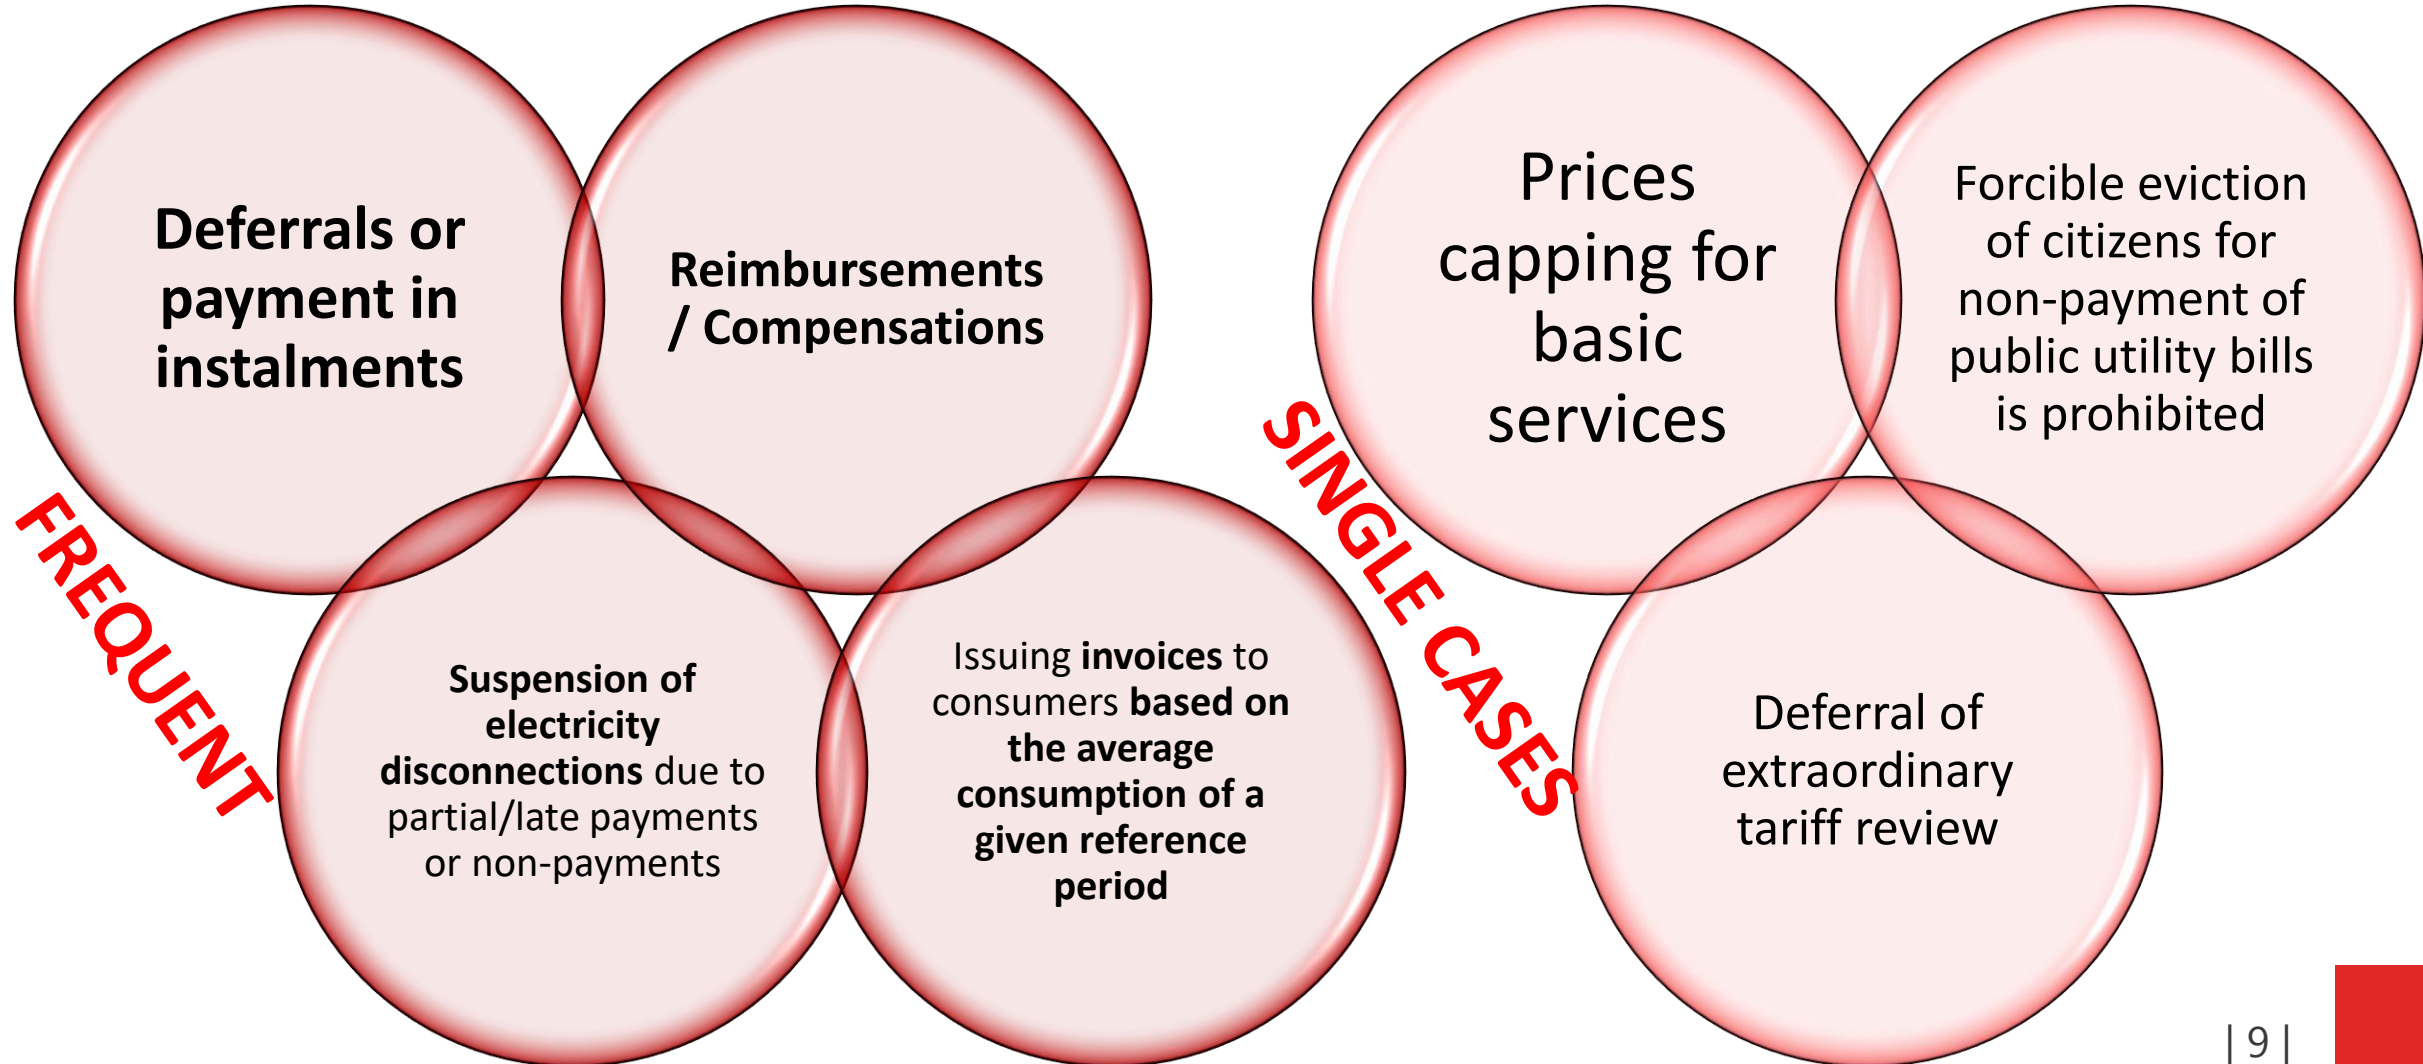 Deferrals or
payment in
instalments
Reimbursements
/ Compensations
Suspension of
electricity
disconnections due to
partial/late payments
or non-payments
Issuing invoices to
consumers based on
the average
consumption of a
given reference
period
FREQUENT
Prices
capping for
basic
services
Forcible eviction
of citizens for
non-payment of
public utility bills
is prohibited
Deferral of
extraordinary
tariff review
SINGLE CASES
| 9 |